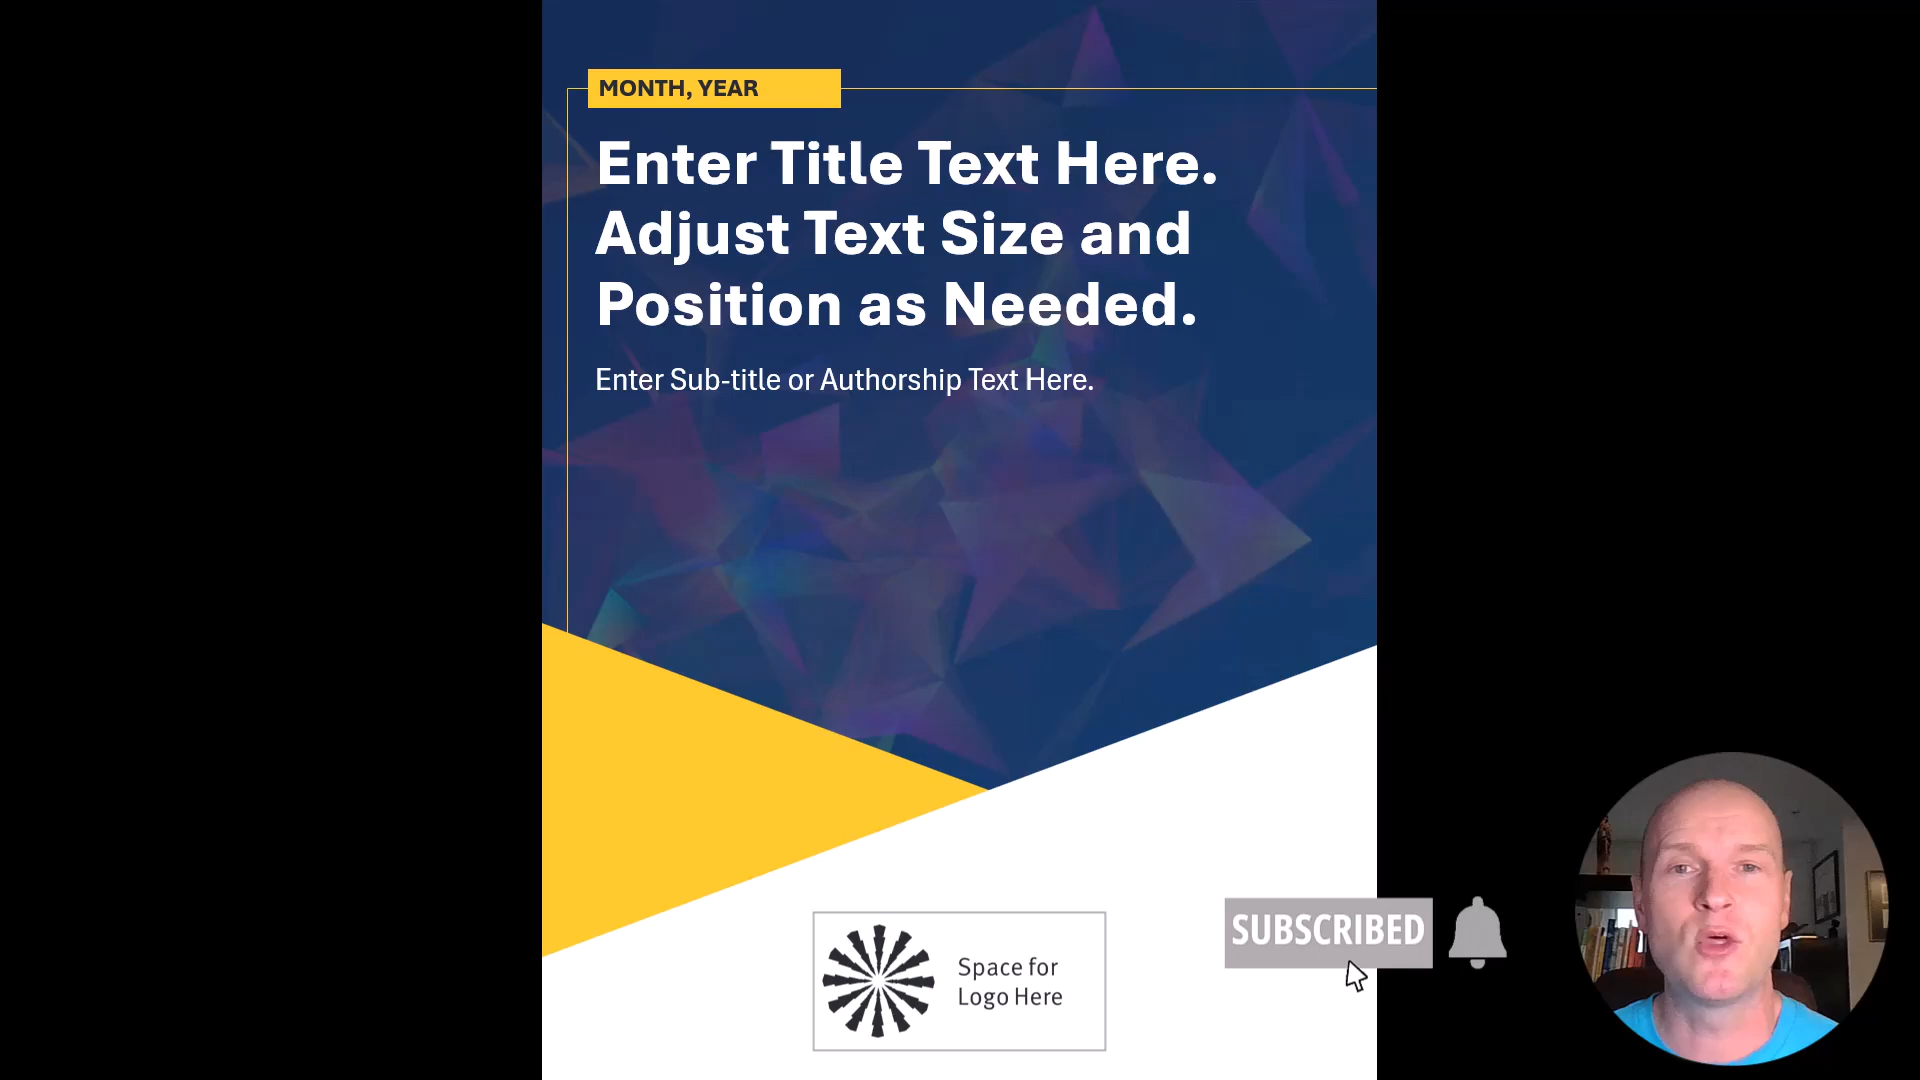 MONTH, YEAR
Enter Title Text Here.
Adjust Text Size and
Position as Needed.
Enter Sub-title or Authorship Text Here.
SUBSCRIBED
Space for
Logo Here